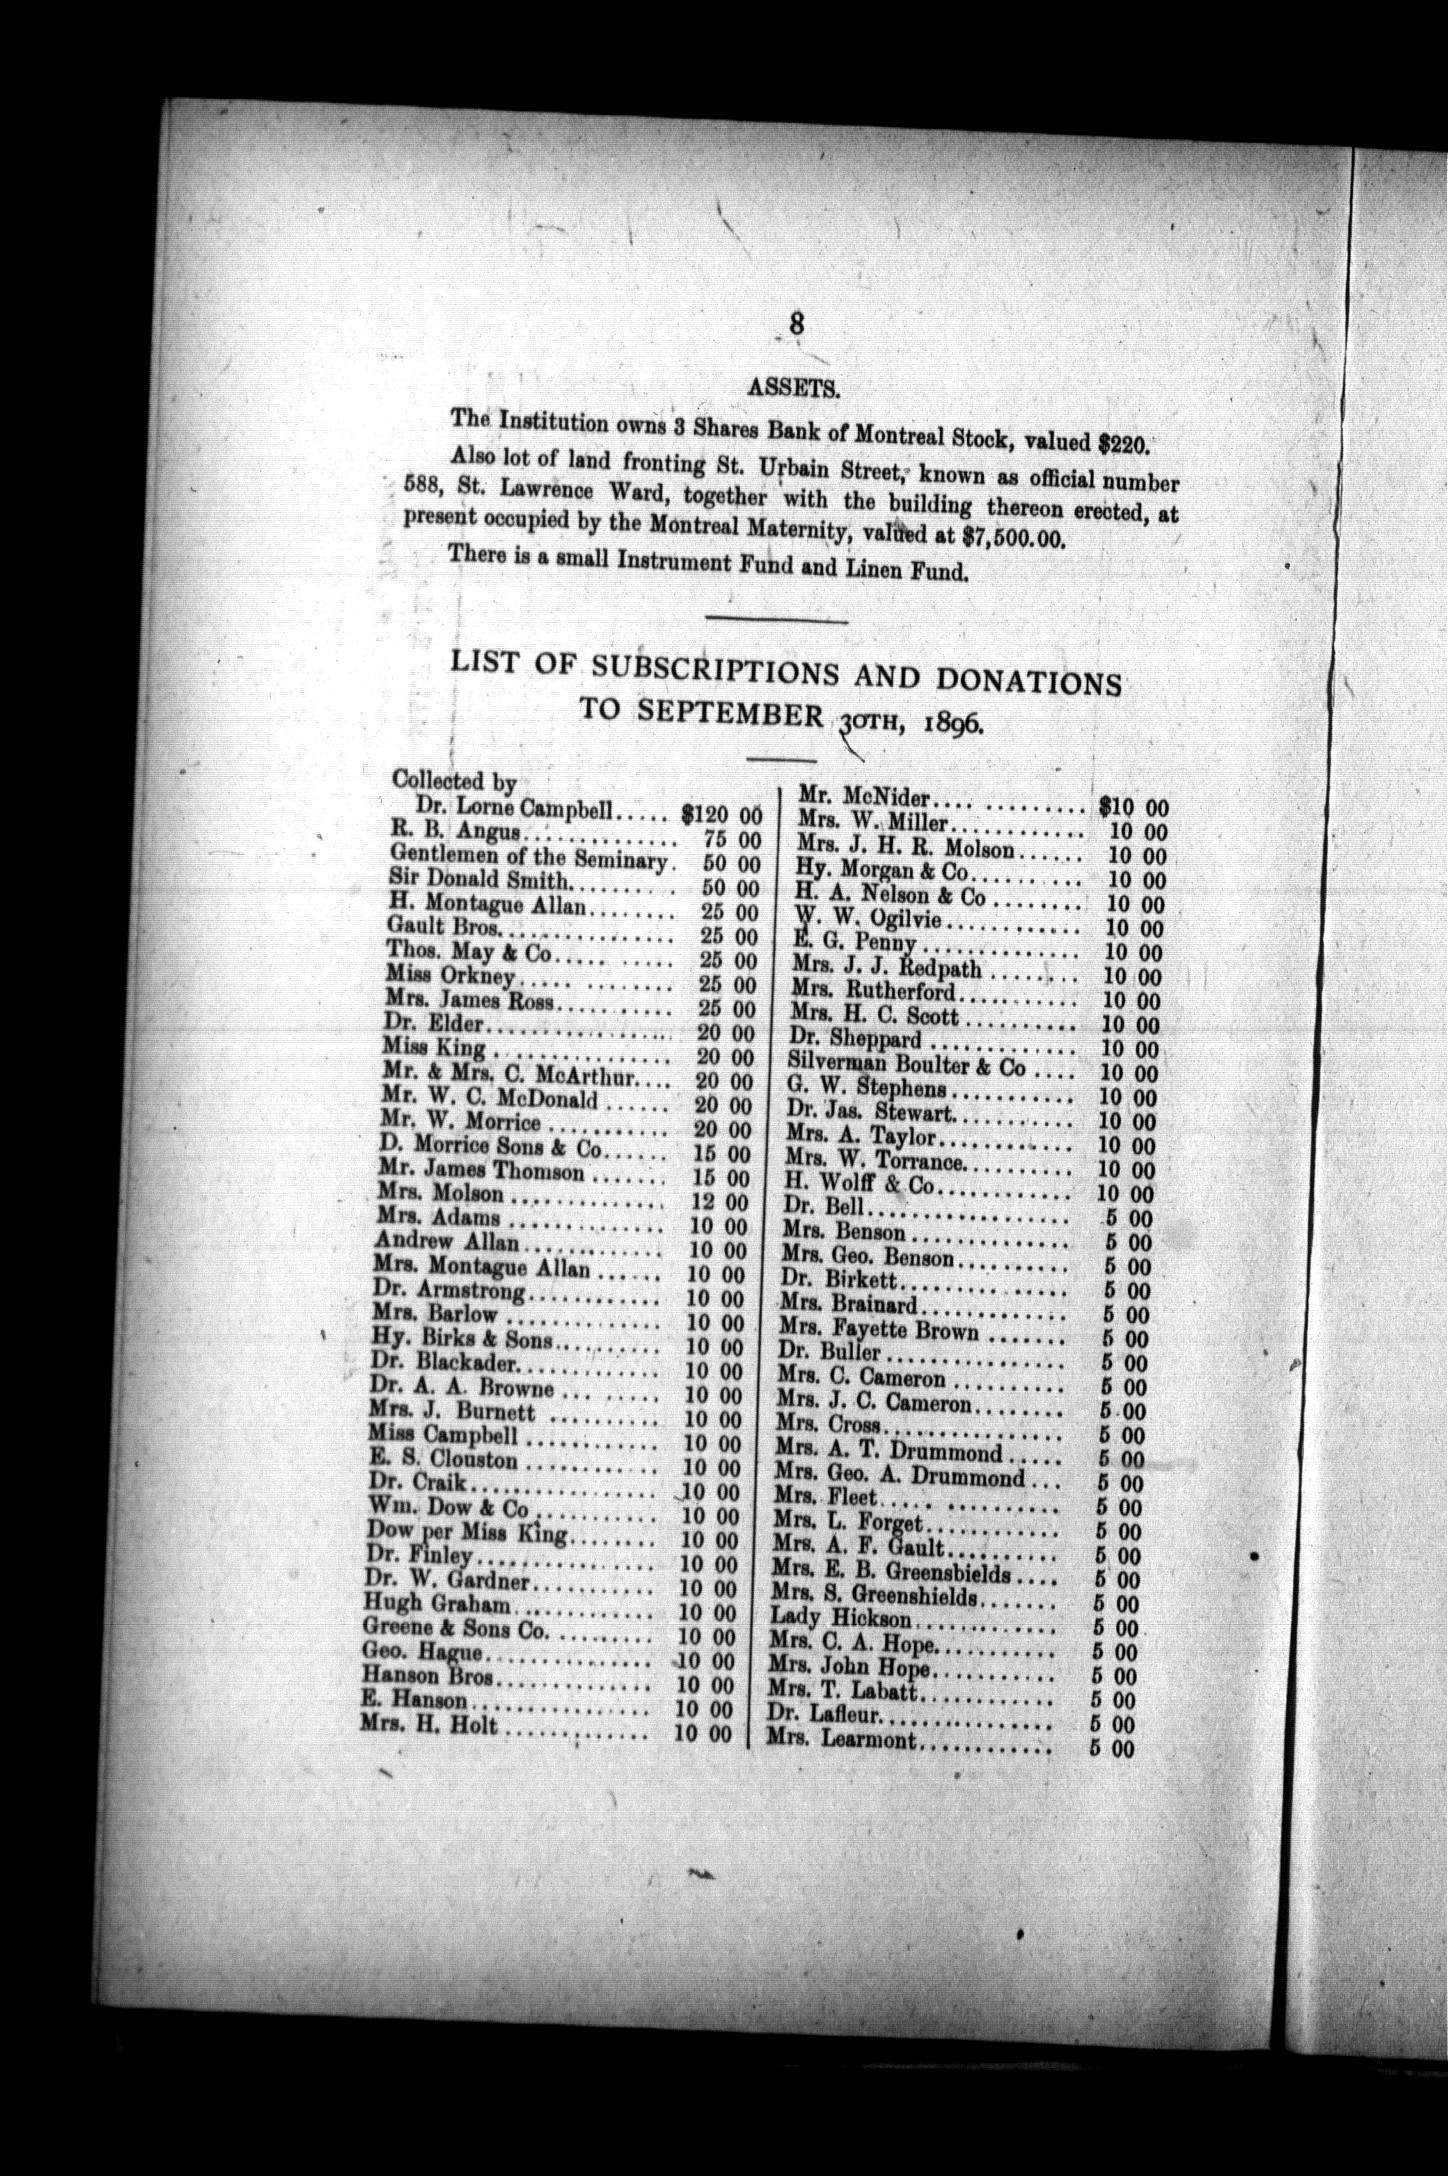 8
ASSETS.
The Institution owns 3 Shares Bank of Montreal Stock, valued $220.
Also lot of land fronting St. Urbain Street, known as official number
588, St. Lawrence Ward, together with the building thereon erected, at
present occupied by the Montreal Maternity, valued at $7,500.00.
There is a small Instrument Fund and Linen Fund.
LIST OF SUBSCRIPTIONS AND DONATIONS
TO SEPTEMBER 30TH, 1896.
Collected by
Dr. Lorne Campbell..... $120 00
R. B. Angus.............. 75 00
Gentlemen of the Seminary. 50 00
Sir Donald Smith.......... 50 00
H. Montague Allan........ 25 00
Gault Bros................ 25 00
Thos. May & Co..... ..... 25 00
Miss Orkney..... ........ 25 00
Mrs. James Ross........... 25 00
Dr. Elder................. 20 00
Miss King ................ 20 00
Mr. & Mrs. C. McArthur.... 20 00
Mr. W. C. McDonald ...... 20 00
Mr. W. Morrice ........... 20 00
D. Morrice Sons & Co...... 15 00
Mr. James Thomson ....... 15 00
Mrs. Molson .............. 12 00
Mrs. Adams .............. 10 00
Andrew Allan............. 10 00
Mrs. Montague Allan ...... 10 00
Dr. Armstrong............ 10 00
Mrs. Barlow .............. 10 00
Hy. Birks & Sons.......... 10 00
Dr. Blackader............. 10 00
Dr. A. A. Browne ... ...... 10 00
Mrs. J. Burnett .......... 10 00
Miss Campbell ............ 10 00
E. S. Clouston ........... 10 00
Dr. Craik................. 10 00
Wm. Dow & Co ........... 10 00
Dow per Miss King........ 10 00
Dr. Finley................ 10 00
Dr. W. Gardner........... 10 00
Hugh Graham............. 10 00
Greene & Sons Co. ......... 10 00
Geo. Hague............... 10 00
Hanson Bros.............. 10 00
E. Hanson................ 10 00
Mrs. H. Holt ............. 10 00
Mr. McNider.... .......... $10 00
Mrs. W. Miller............ 10 00
Mrs. J. H. R. Molson...... 10 00
Hy. Morgan & Co.......... 10 00
H. A. Nelson & Co ........ 10 00
W. W. Ogilvie............ 10 00
E. G. Penny .............. 10 00
Mrs. J. J. Redpath ........ 10 00
Mrs. Rutherford........... 10 00
Mrs. H. C. Scott .......... 10 00
Dr. Sheppard ............. 10 00
Silverman Boulter & Co .... 10 00
G. W. Stephens........... 10 00
Dr. Jas. Stewart........... 10 00
Mrs. A. Taylor............ 10 00
Mrs. W. Torrance.......... 10 00
H. Wolff & Co............ 10 00
Dr. Bell.................. 5 00
Mrs. Benson .............. 5 00
Mrs. Geo. Benson.......... 5 00
Dr. Birkett............... 5 00
Mrs. Brainard............. 5 00
Mrs. Fayette Brown ....... 5 00
Dr. Buller ................ 5 00
Mrs. C. Cameron .......... 5 00
Mrs. J. C. Cameron........ 5 00
Mrs. Cross................ 5 00
Mrs. A. T. Drummond ..... 5 00
Mrs. Geo. A. Drummond ... 5 00
Mrs. Fleet..... .......... 5 00
Mrs. L. Forget............ 5 00
Mrs. A. F. Gault.......... 5 00
Mrs. E. B. Greensbields .... 5 00
Mrs. S. Greenshields....... 5 00
Lady Hickson............. 5 00
Mrs. C. A. Hope........... 5 00
Mrs. John Hope........... 5 00
Mrs. T. Labatt............ 5 00
Dr. Lafleur............... 5 00
Mrs. Learmont............ 5 00